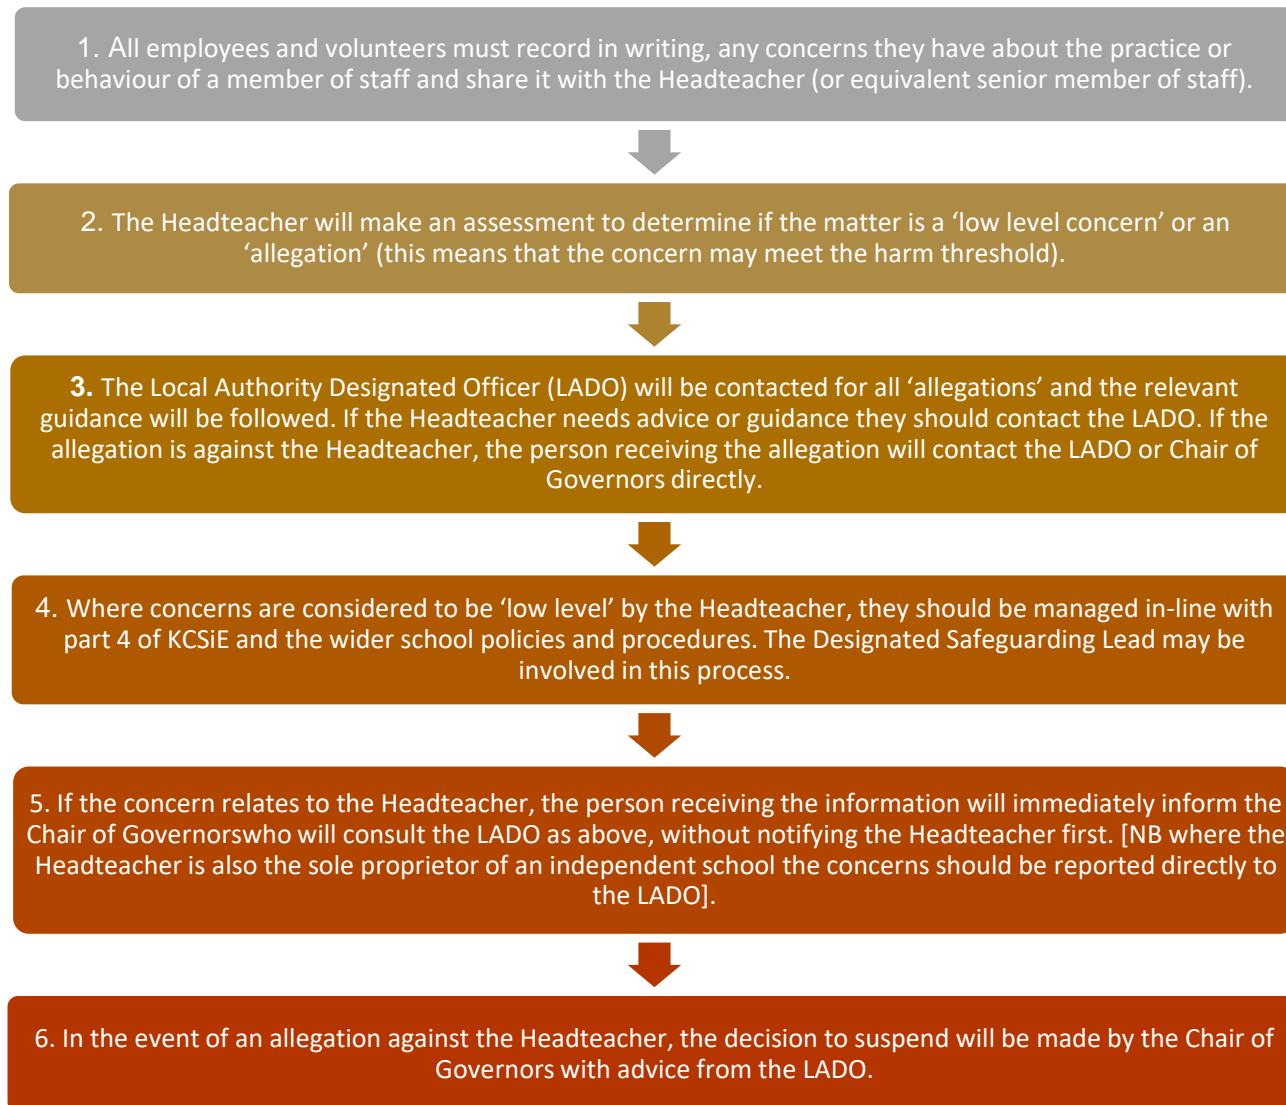 1. All employees and volunteers must record in writing, any concerns they have about the practice or
behaviour of a member of staff and share it with the Headteacher (or equivalent senior member of staff).
2. The Headteacher will make an assessment to determine if the matter is a ‘low level concern’ or an
‘allegation’ (this means that the concern may meet the harm threshold).
3. The Local Authority Designated Officer (LADO) will be contacted for all ‘allegations’ and the relevant
guidance will be followed. If the Headteacher needs advice or guidance they should contact the LADO. If the
allegation is against the Headteacher, the person receiving the allegation will contact the LADO or Chair of
Governors directly.
4. Where concerns are considered to be ‘low level’ by the Headteacher, they should be managed in-line with
part 4 of KCSiE and the wider school policies and procedures. The Designated Safeguarding Lead may be
involved in this process.
5. If the concern relates to the Headteacher, the person receiving the information will immediately inform the
Chair of Governorswho will consult the LADO as above, without notifying the Headteacher first. [NB where the
Headteacher is also the sole proprietor of an independent school the concerns should be reported directly to
the LADO].
6. In the event of an allegation against the Headteacher, the decision to suspend will be made by the Chair of
Governors with advice from the LADO.